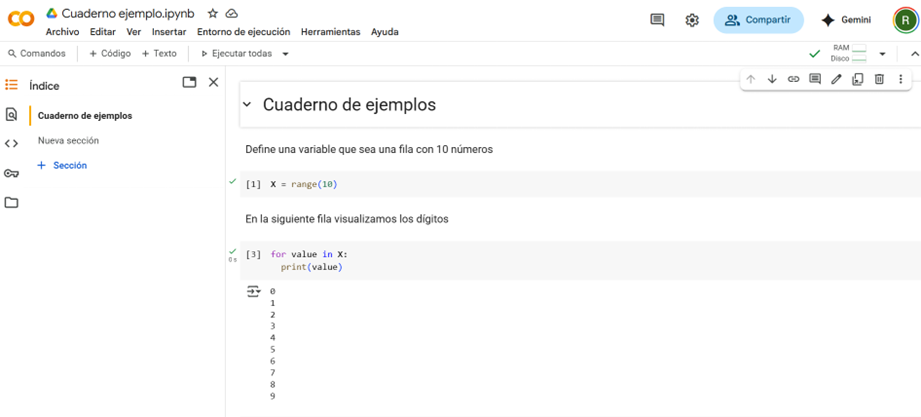 Cuaderno ejemplo.ipynb
Archivo Editar Ver Insertar Entorno de ejecución Herramientas Ayuda
Compartir
Gemini
R
Comandos + Código + Texto Ejecutar todas
RAM
Disco
Índice
Cuaderno de ejemplos
Nueva sección
+ Sección
Cuaderno de ejemplos
Define una variable que sea una fila con 10 números
[1] X = range(10)
En la siguiente fila visualizamos los dígitos
0 s
[3] for value in X:
print(value)
0
1
2
3
4
5
6
7
8
9